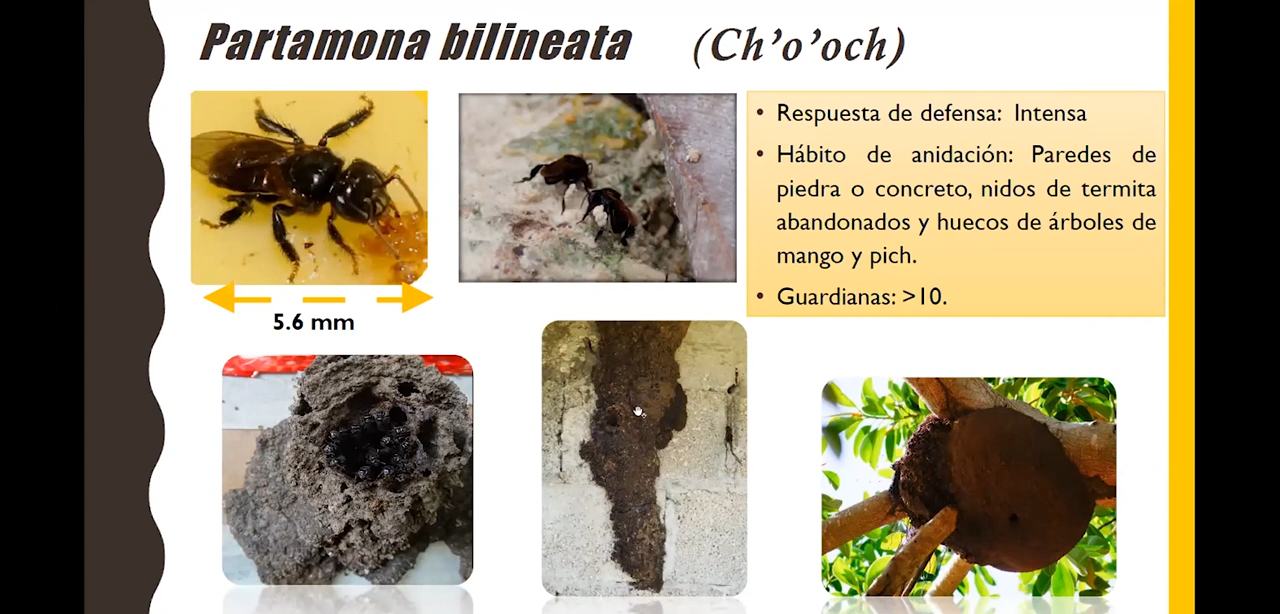 Partamona bilineata (Ch’o’och)
• Respuesta de defensa: Intensa
• Hábito de anidación: Paredes de
piedra o concreto, nidos de termita
abandonados y huecos de árboles de
mango y pich.
• Guardianas: >10.
5.6 mm